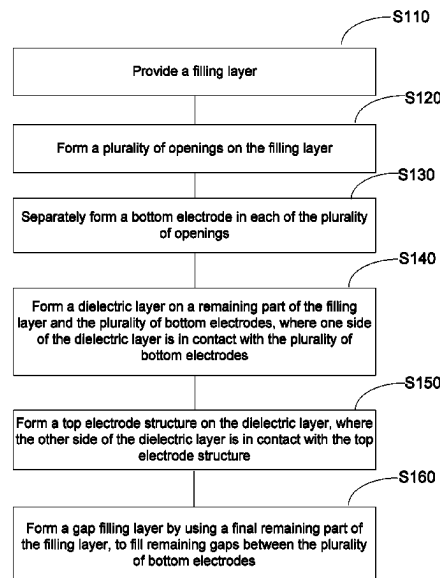 S110
Provide a filling layer
S120
Form a plurality of openings on the filling layer
S130
Separately form a bottom electrode in each of the plurality
of openings
S140
Form a dielectric layer on a remaining part of the filling
layer and the plurality of bottom electrodes, where one side
of the dielectric layer is in contact with the plurality of
bottom electrodes
S150
Form a top electrode structure on the dielectric layer, where
the other side of the dielectric layer is in contact with the top
electrode structure
S160
Form a gap filling layer by using a final remaining part of
the filling layer, to fill remaining gaps between the plurality
of bottom electrodes